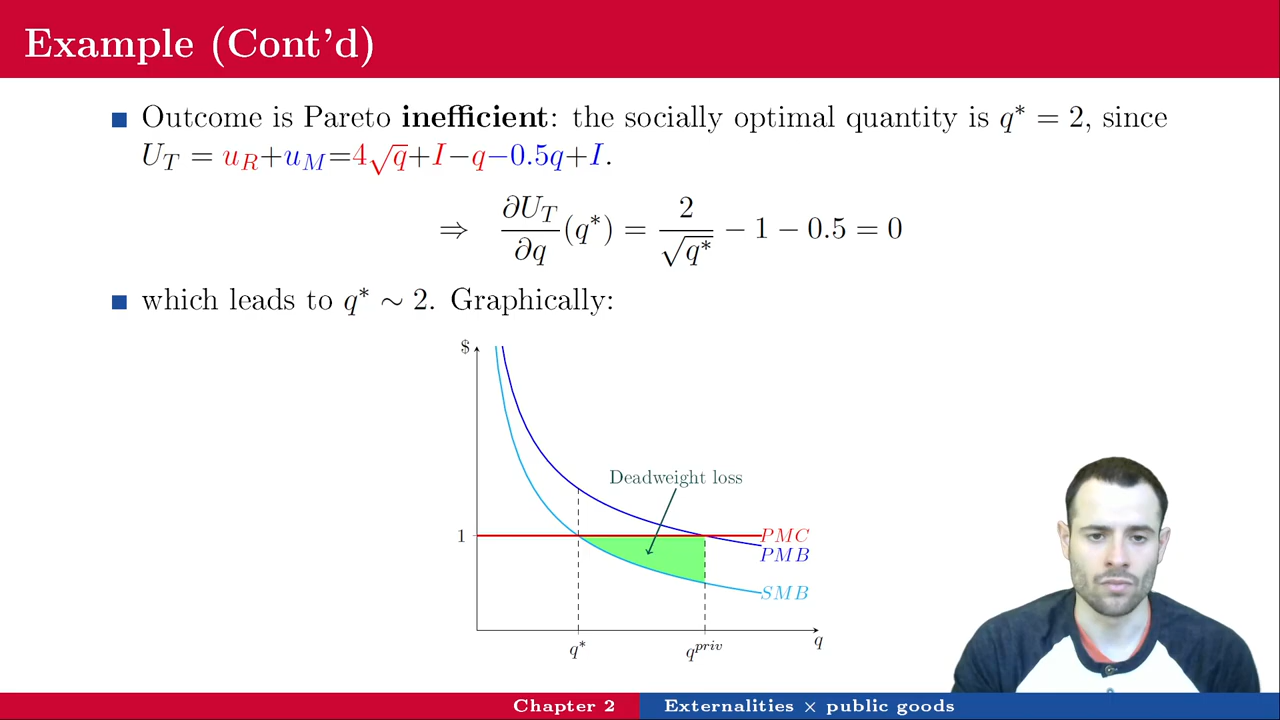 Example (Cont'd)
Outcome is Pareto inefficient: the socially optimal quantity is q* = 2, since
U_T = u_R+u_M=4√q+I−q−0.5q+I.
⇒ ∂U_T/∂q (q*) = 2/√q* − 1 − 0.5 = 0
which leads to q* ∼ 2. Graphically:
$
Deadweight loss
1
PMC
PMB
SMB
q
q*
q^priv
Chapter 2
Externalities × public goods